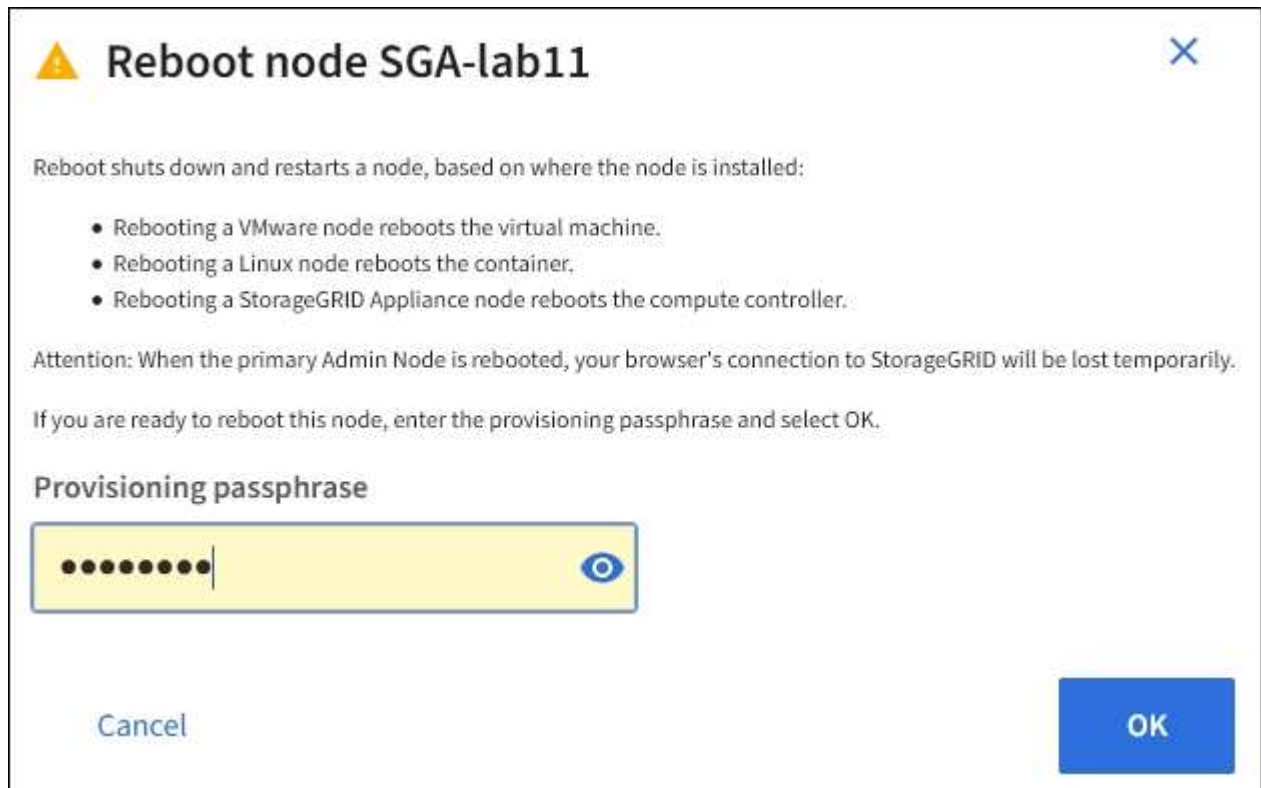 Reboot node SGA-lab11
Reboot shuts down and restarts a node, based on where the node is installed:
• Rebooting a VMware node reboots the virtual machine.
• Rebooting a Linux node reboots the container.
• Rebooting a StorageGRID Appliance node reboots the compute controller.
Attention: When the primary Admin Node is rebooted, your browser's connection to StorageGRID will be lost temporarily.
If you are ready to reboot this node, enter the provisioning passphrase and select OK.
Provisioning passphrase
••••••••
Cancel
OK